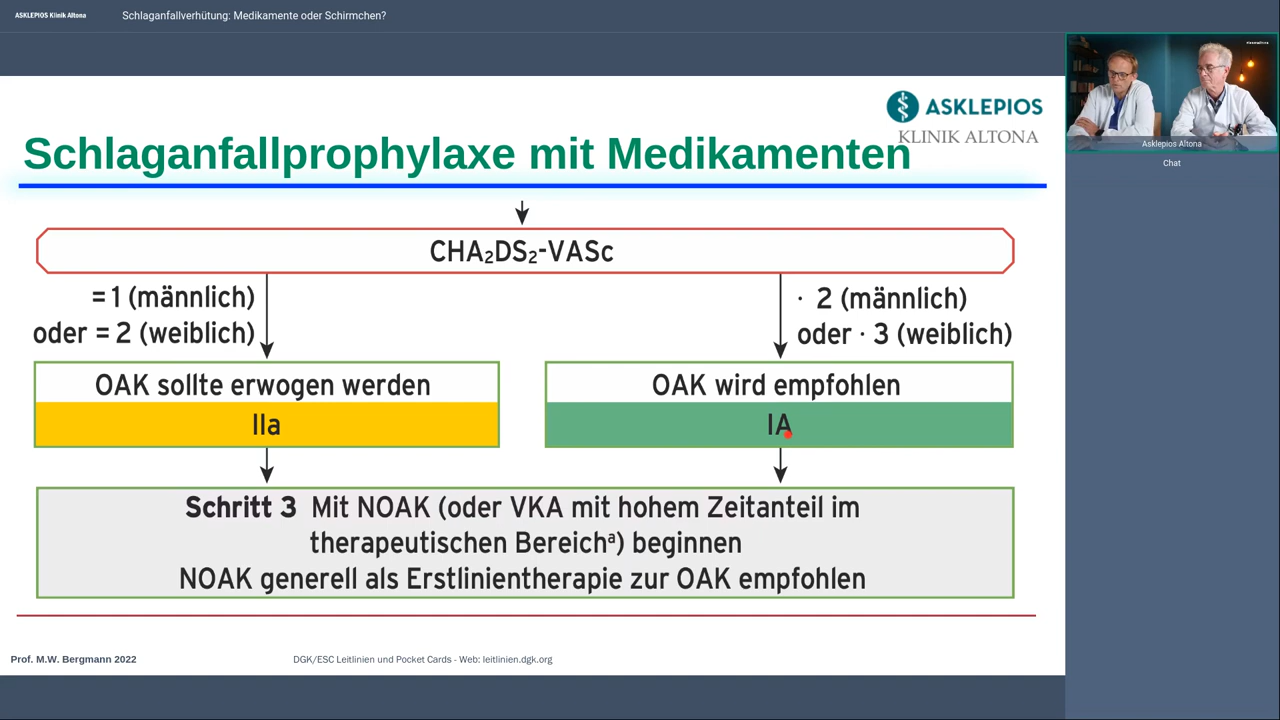 ASKLEPIOS Klinik Altona
Schlaganfallverhütung: Medikamente oder Schirmchen?
ASKLEPIOS
KLINIK ALTONA
Schlaganfallprophylaxe mit Medikamenten
CHA₂DS₂-VASc
= 1 (männlich)
oder = 2 (weiblich)
· 2 (männlich)
oder · 3 (weiblich)
OAK sollte erwogen werden
IIa
OAK wird empfohlen
IA
Schritt 3 Mit NOAK (oder VKA mit hohem Zeitanteil im
therapeutischen Bereichᵃ) beginnen
NOAK generell als Erstlinientherapie zur OAK empfohlen
Prof. M.W. Bergmann 2022
DGK/ESC Leitlinien und Pocket Cards - Web: leitlinien.dgk.org
Asklepios Altona
Chat